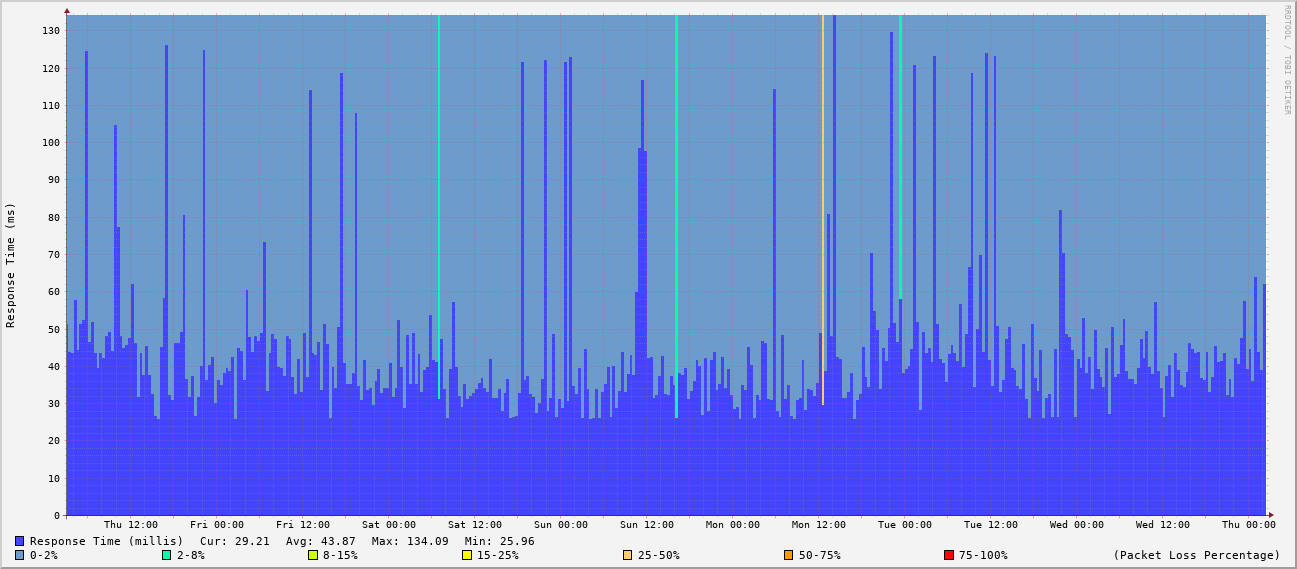 RRDTOOL / TOBI OETIKER
Response Time (ms)
130
120
110
100
90
80
70
60
50
40
30
20
10
0
Thu 12:00 Fri 00:00 Fri 12:00 Sat 00:00 Sat 12:00 Sun 00:00 Sun 12:00 Mon 00:00 Mon 12:00 Tue 00:00 Tue 12:00 Wed 00:00 Wed 12:00 Thu 00:00
Response Time (millis) Cur: 29.21 Avg: 43.87 Max: 134.09 Min: 25.96
0-2% 2-8% 8-15% 15-25% 25-50% 50-75% 75-100% (Packet Loss Percentage)